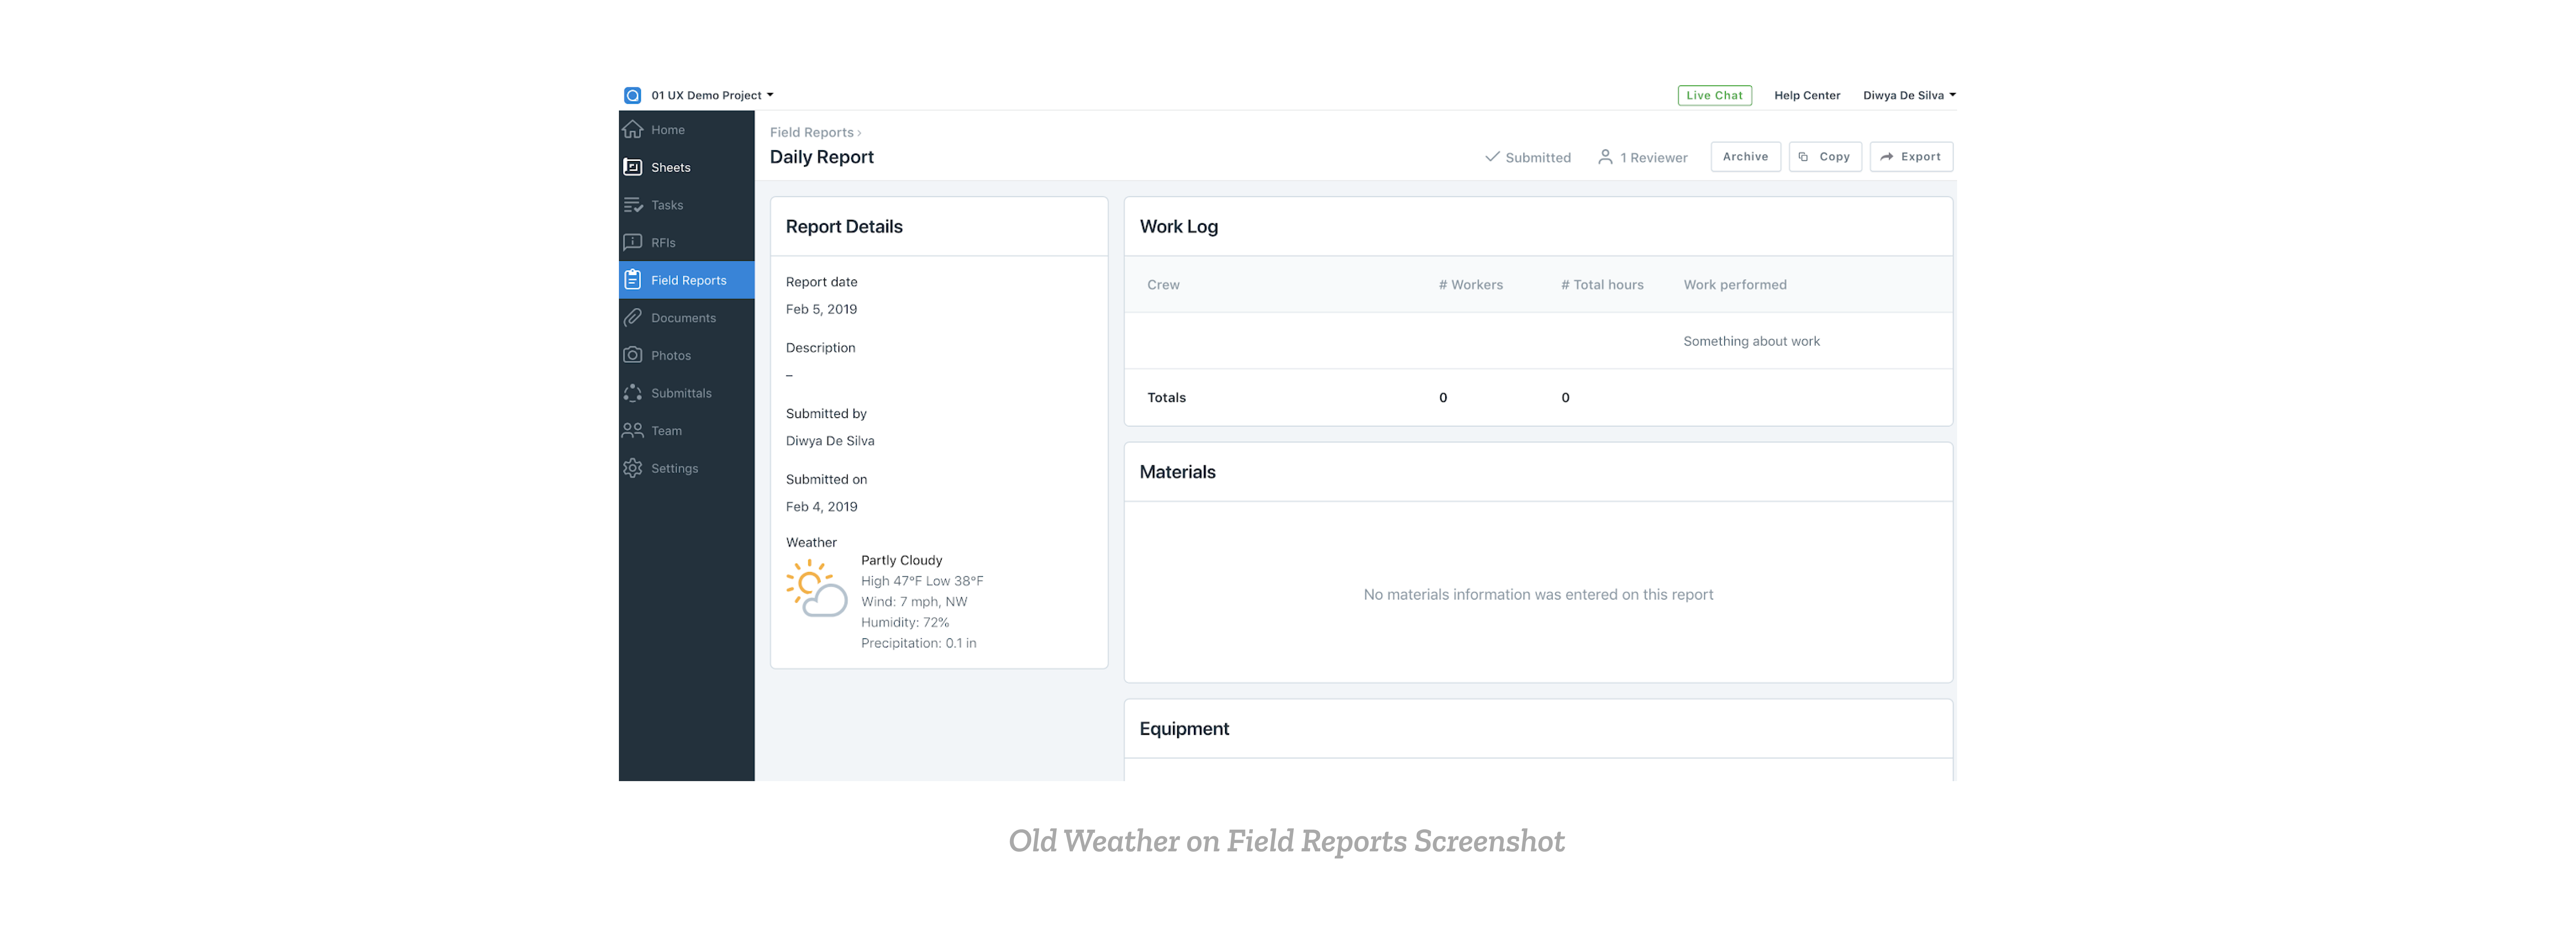 01 UX Demo Project
Live Chat
Help Center
Diwya De Silva
Home
Sheets
Tasks
RFIs
Field Reports
Documents
Photos
Submittals
Team
Settings
Field Reports ›
Daily Report
Submitted
1 Reviewer
Archive
Copy
Export
Report Details
Report date
Feb 5, 2019
Description
–
Submitted by
Diwya De Silva
Submitted on
Feb 4, 2019
Weather
Partly Cloudy
High 47°F Low 38°F
Wind: 7 mph, NW
Humidity: 72%
Precipitation: 0.1 in
Work Log
Crew # Workers # Total hours Work performed
Something about work
Totals 0 0
Materials
No materials information was entered on this report
Equipment
Old Weather on Field Reports Screenshot